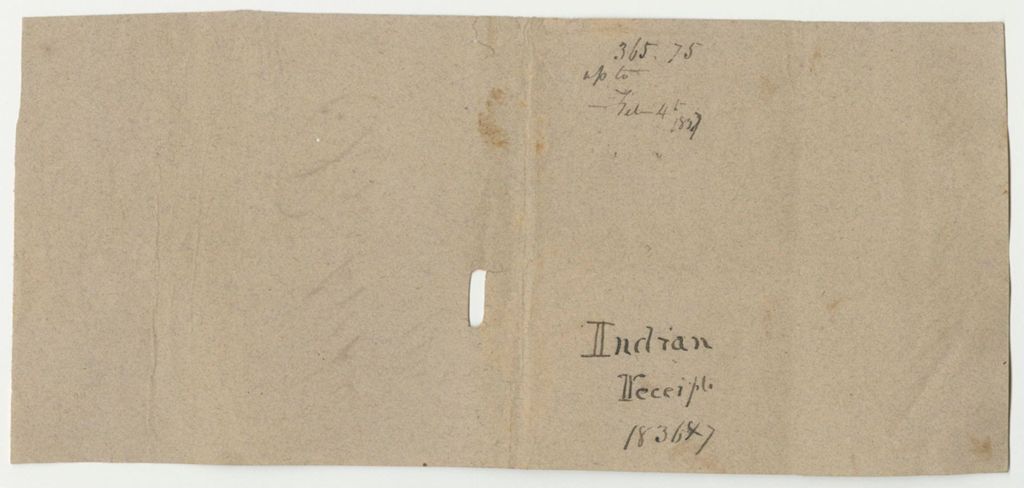 365.75
up to
— Feb 4th 1837
Indian
Receipts
1836&7